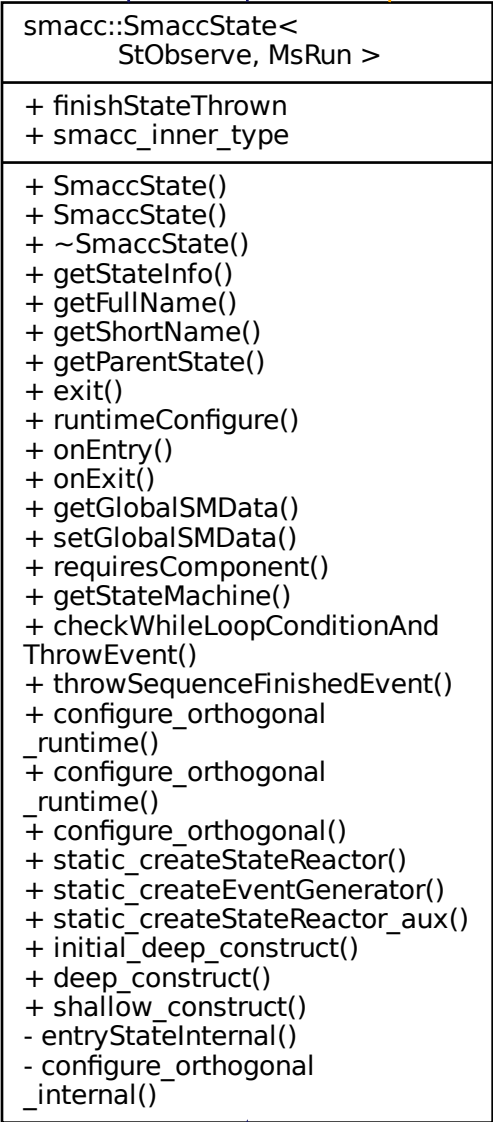 smacc::SmaccState<
StObserve, MsRun >
+ finishStateThrown
+ smacc_inner_type
+ SmaccState()
+ SmaccState()
+ ~SmaccState()
+ getStateInfo()
+ getFullName()
+ getShortName()
+ getParentState()
+ exit()
+ runtimeConfigure()
+ onEntry()
+ onExit()
+ getGlobalSMData()
+ setGlobalSMData()
+ requiresComponent()
+ getStateMachine()
+ checkWhileLoopConditionAnd
ThrowEvent()
+ throwSequenceFinishedEvent()
+ configure_orthogonal
_runtime()
+ configure_orthogonal
_runtime()
+ configure_orthogonal()
+ static_createStateReactor()
+ static_createEventGenerator()
+ static_createStateReactor_aux()
+ initial_deep_construct()
+ deep_construct()
+ shallow_construct()
- entryStateInternal()
- configure_orthogonal
_internal()